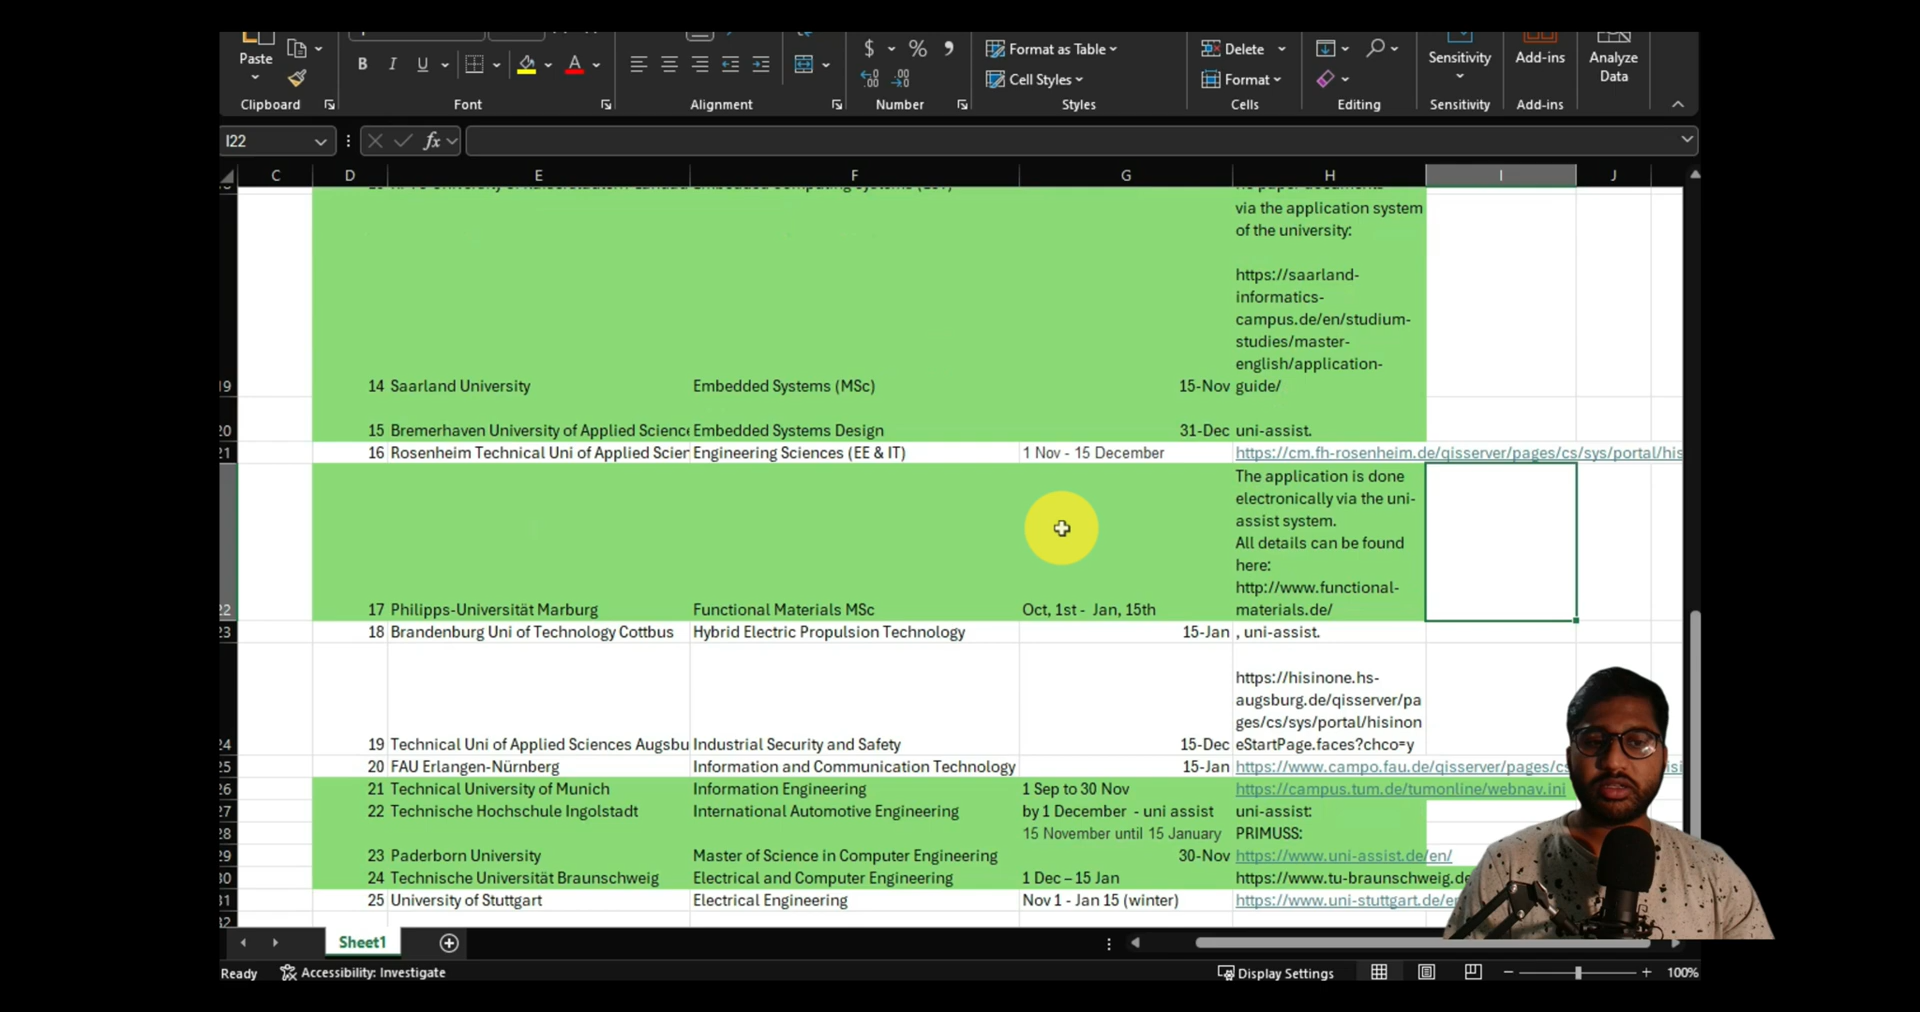 $ % Format as Table Delete
Paste Sensitivity Add-ins Analyze
B I U A Cell Styles Format Data
Clipboard Font Alignment Number Styles Cells Editing Sensitivity Add-ins
I22 fx
C D E F G H I J
via the application system
of the university:
https://saarland-
informatics-
campus.de/en/studium-
studies/master-
english/application-
19 14 Saarland University Embedded Systems (MSc) 15-Nov guide/
20 15 Bremerhaven University of Applied Science Embedded Systems Design 31-Dec uni-assist.
21 16 Rosenheim Technical Uni of Applied Scier Engineering Sciences (EE & IT) 1 Nov - 15 December https://cm.fh-rosenheim.de/qisserver/pages/cs/sys/portal/his
The application is done
electronically via the uni-
assist system.
All details can be found
here:
http://www.functional-
22 17 Philipps-Universität Marburg Functional Materials MSc Oct, 1st - Jan, 15th materials.de/
23 18 Brandenburg Uni of Technology Cottbus Hybrid Electric Propulsion Technology 15-Jan , uni-assist.
https://hisinone.hs-
augsburg.de/qisserver/pa
ges/cs/sys/portal/hisinon
24 19 Technical Uni of Applied Sciences Augsbu Industrial Security and Safety 15-Dec eStartPage.faces?chco=y
25 20 FAU Erlangen-Nürnberg Information and Communication Technology 15-Jan https://www.campo.fau.de/qisserver/pages/cs
26 21 Technical University of Munich Information Engineering 1 Sep to 30 Nov https://campus.tum.de/tumonline/webnav.ini
27 22 Technische Hochschule Ingolstadt International Automotive Engineering by 1 December - uni assist uni-assist:
28 15 November until 15 January PRIMUSS:
29 23 Paderborn University Master of Science in Computer Engineering 30-Nov https://www.uni-assist.de/en/
30 24 Technische Universität Braunschweig Electrical and Computer Engineering 1 Dec – 15 Jan https://www.tu-braunschweig.de
31 25 University of Stuttgart Electrical Engineering Nov 1 - Jan 15 (winter) https://www.uni-stuttgart.de/en
32
Sheet1
Ready Accessibility: Investigate Display Settings 100%